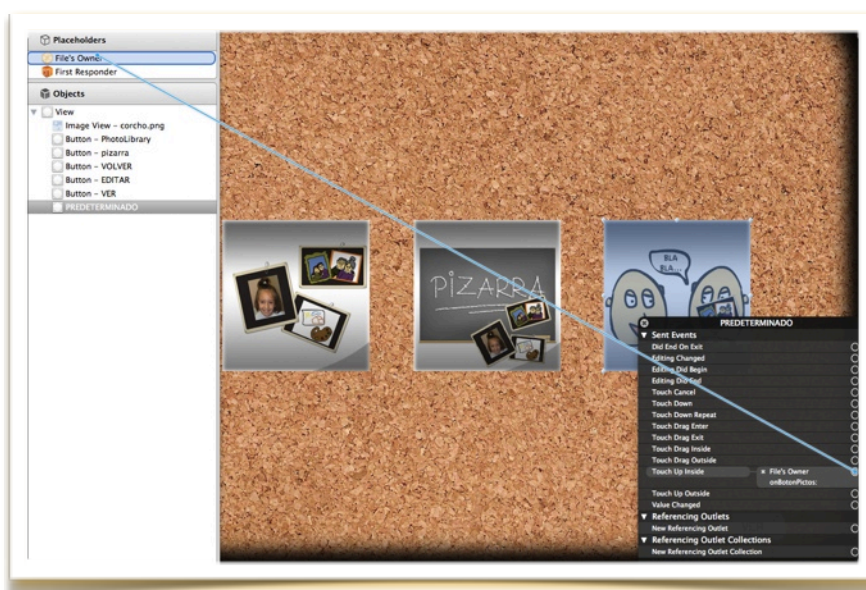 Placeholders
File's Owner
First Responder
Objects
View
Image View - corcho.png
Button - PhotoLibrary
Button - pizarra
Button - VOLVER
Button - EDITAR
Button - VER
PREDETERMINADO
PIZARRA
BLA
BLA...
PREDETERMINADO
Sent Events
Did End On Exit
Editing Changed
Editing Did Begin
Editing Did End
Touch Cancel
Touch Down
Touch Down Repeat
Touch Drag Enter
Touch Drag Exit
Touch Drag Inside
Touch Drag Outside
Touch Up Inside
File's Owner
onBotonPictos:
Touch Up Outside
Value Changed
Referencing Outlets
New Referencing Outlet
Referencing Outlet Collections
New Referencing Outlet Collection